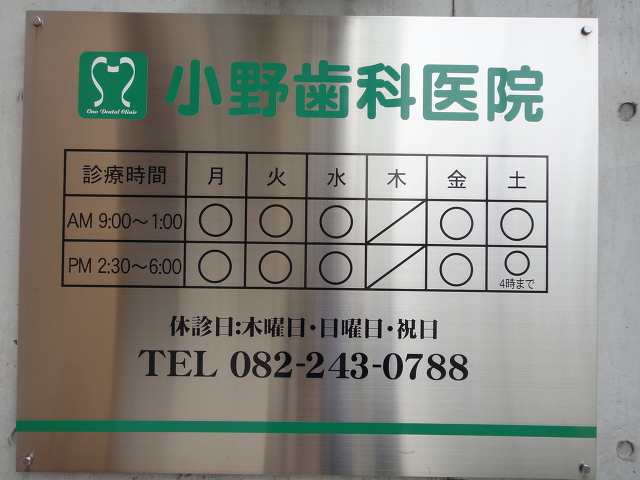 Ono Dental Clinic
小野歯科医院
診療時間 月 火 水 木 金 土
AM 9:00〜1:00 ○ ○ ○ ／ ○ ○
PM 2:30〜6:00 ○ ○ ○ ／ ○ ○
4時まで
休診日:木曜日・日曜日・祝日
TEL 082-243-0788